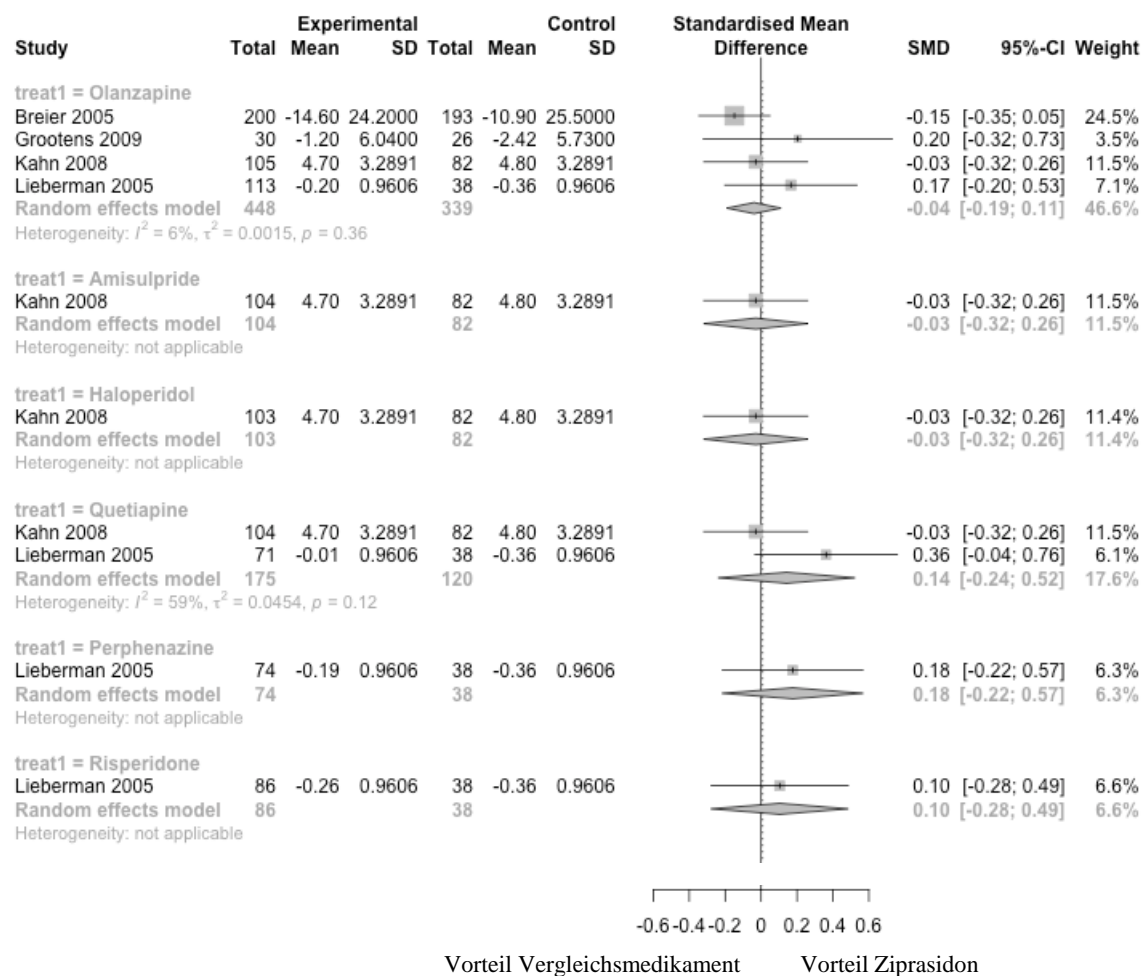 Experimental Control Standardised Mean
Study Total Mean SD Total Mean SD Difference SMD 95%-CI Weight
treat1 = Olanzapine
Breier 2005 200 -14.60 24.2000 193 -10.90 25.5000 -0.15 [-0.35; 0.05] 24.5%
Grootens 2009 30 -1.20 6.0400 26 -2.42 5.7300 0.20 [-0.32; 0.73] 3.5%
Kahn 2008 105 4.70 3.2891 82 4.80 3.2891 -0.03 [-0.32; 0.26] 11.5%
Lieberman 2005 113 -0.20 0.9606 38 -0.36 0.9606 0.17 [-0.20; 0.53] 7.1%
Random effects model 448 339 -0.04 [-0.19; 0.11] 46.6%
Heterogeneity: I² = 6%, τ² = 0.0015, p = 0.36
treat1 = Amisulpride
Kahn 2008 104 4.70 3.2891 82 4.80 3.2891 -0.03 [-0.32; 0.26] 11.5%
Random effects model 104 82 -0.03 [-0.32; 0.26] 11.5%
Heterogeneity: not applicable
treat1 = Haloperidol
Kahn 2008 103 4.70 3.2891 82 4.80 3.2891 -0.03 [-0.32; 0.26] 11.4%
Random effects model 103 82 -0.03 [-0.32; 0.26] 11.4%
Heterogeneity: not applicable
treat1 = Quetiapine
Kahn 2008 104 4.70 3.2891 82 4.80 3.2891 -0.03 [-0.32; 0.26] 11.5%
Lieberman 2005 71 -0.01 0.9606 38 -0.36 0.9606 0.36 [-0.04; 0.76] 6.1%
Random effects model 175 120 0.14 [-0.24; 0.52] 17.6%
Heterogeneity: I² = 59%, τ² = 0.0454, p = 0.12
treat1 = Perphenazine
Lieberman 2005 74 -0.19 0.9606 38 -0.36 0.9606 0.18 [-0.22; 0.57] 6.3%
Random effects model 74 38 0.18 [-0.22; 0.57] 6.3%
Heterogeneity: not applicable
treat1 = Risperidone
Lieberman 2005 86 -0.26 0.9606 38 -0.36 0.9606 0.10 [-0.28; 0.49] 6.6%
Random effects model 86 38 0.10 [-0.28; 0.49] 6.6%
Heterogeneity: not applicable
-0.6 -0.4 -0.2 0 0.2 0.4 0.6
Vorteil Vergleichsmedikament Vorteil Ziprasidon